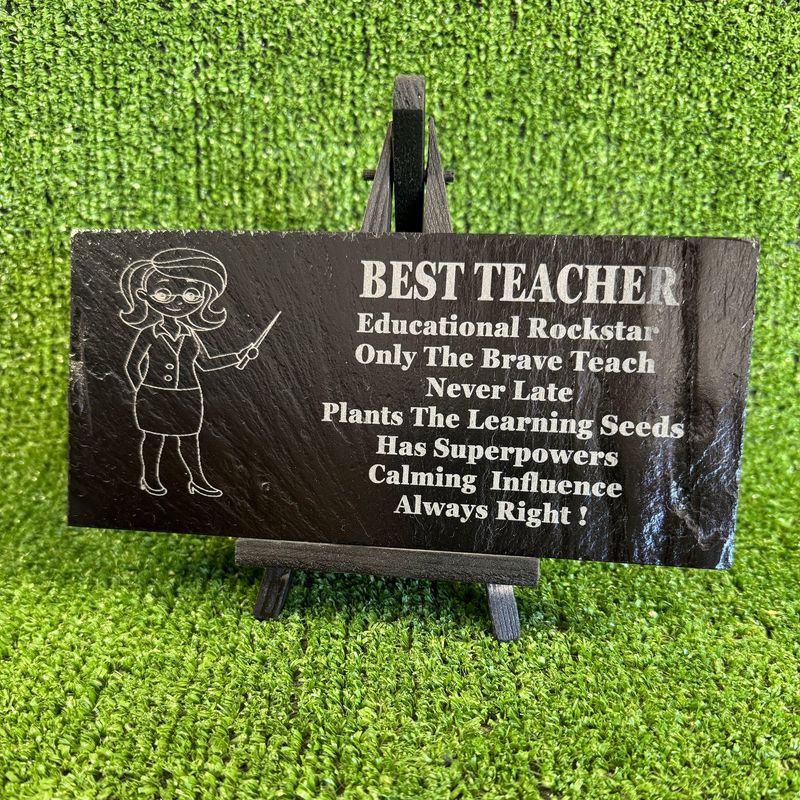 BEST TEACHER
Educational Rockstar
Only The Brave Teach
Never Late
Plants The Learning Seeds
Has Superpowers
Calming Influence
Always Right !